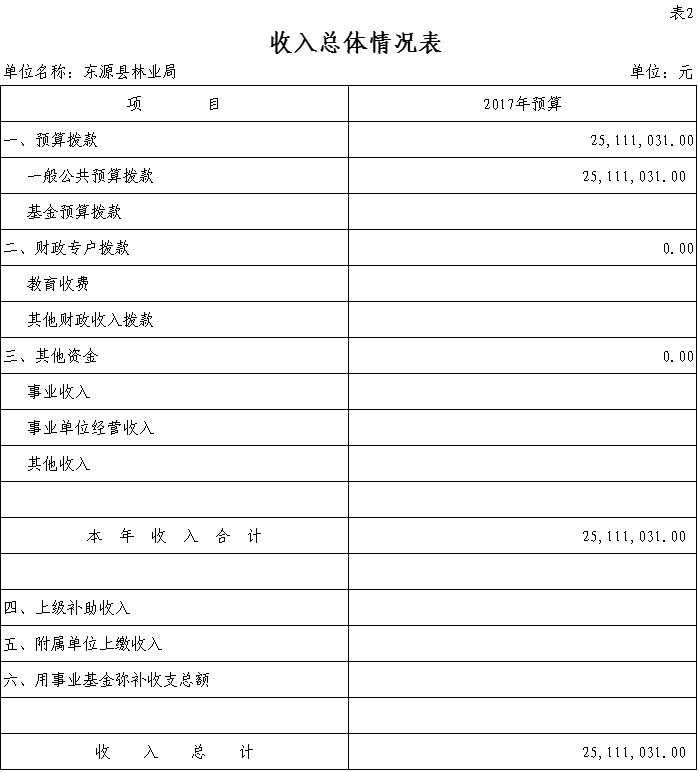 表2
收入总体情况表
单位名称：东源县林业局 单位：元
项 目 2017年预算
一、预算拨款 25,111,031.00
一般公共预算拨款 25,111,031.00
基金预算拨款
二、财政专户拨款 0.00
教育收费
其他财政收入拨款
三、其他资金 0.00
事业收入
事业单位经营收入
其他收入
本 年 收 入 合 计 25,111,031.00
四、上级补助收入
五、附属单位上缴收入
六、用事业基金弥补收支总额
收 入 总 计 25,111,031.00